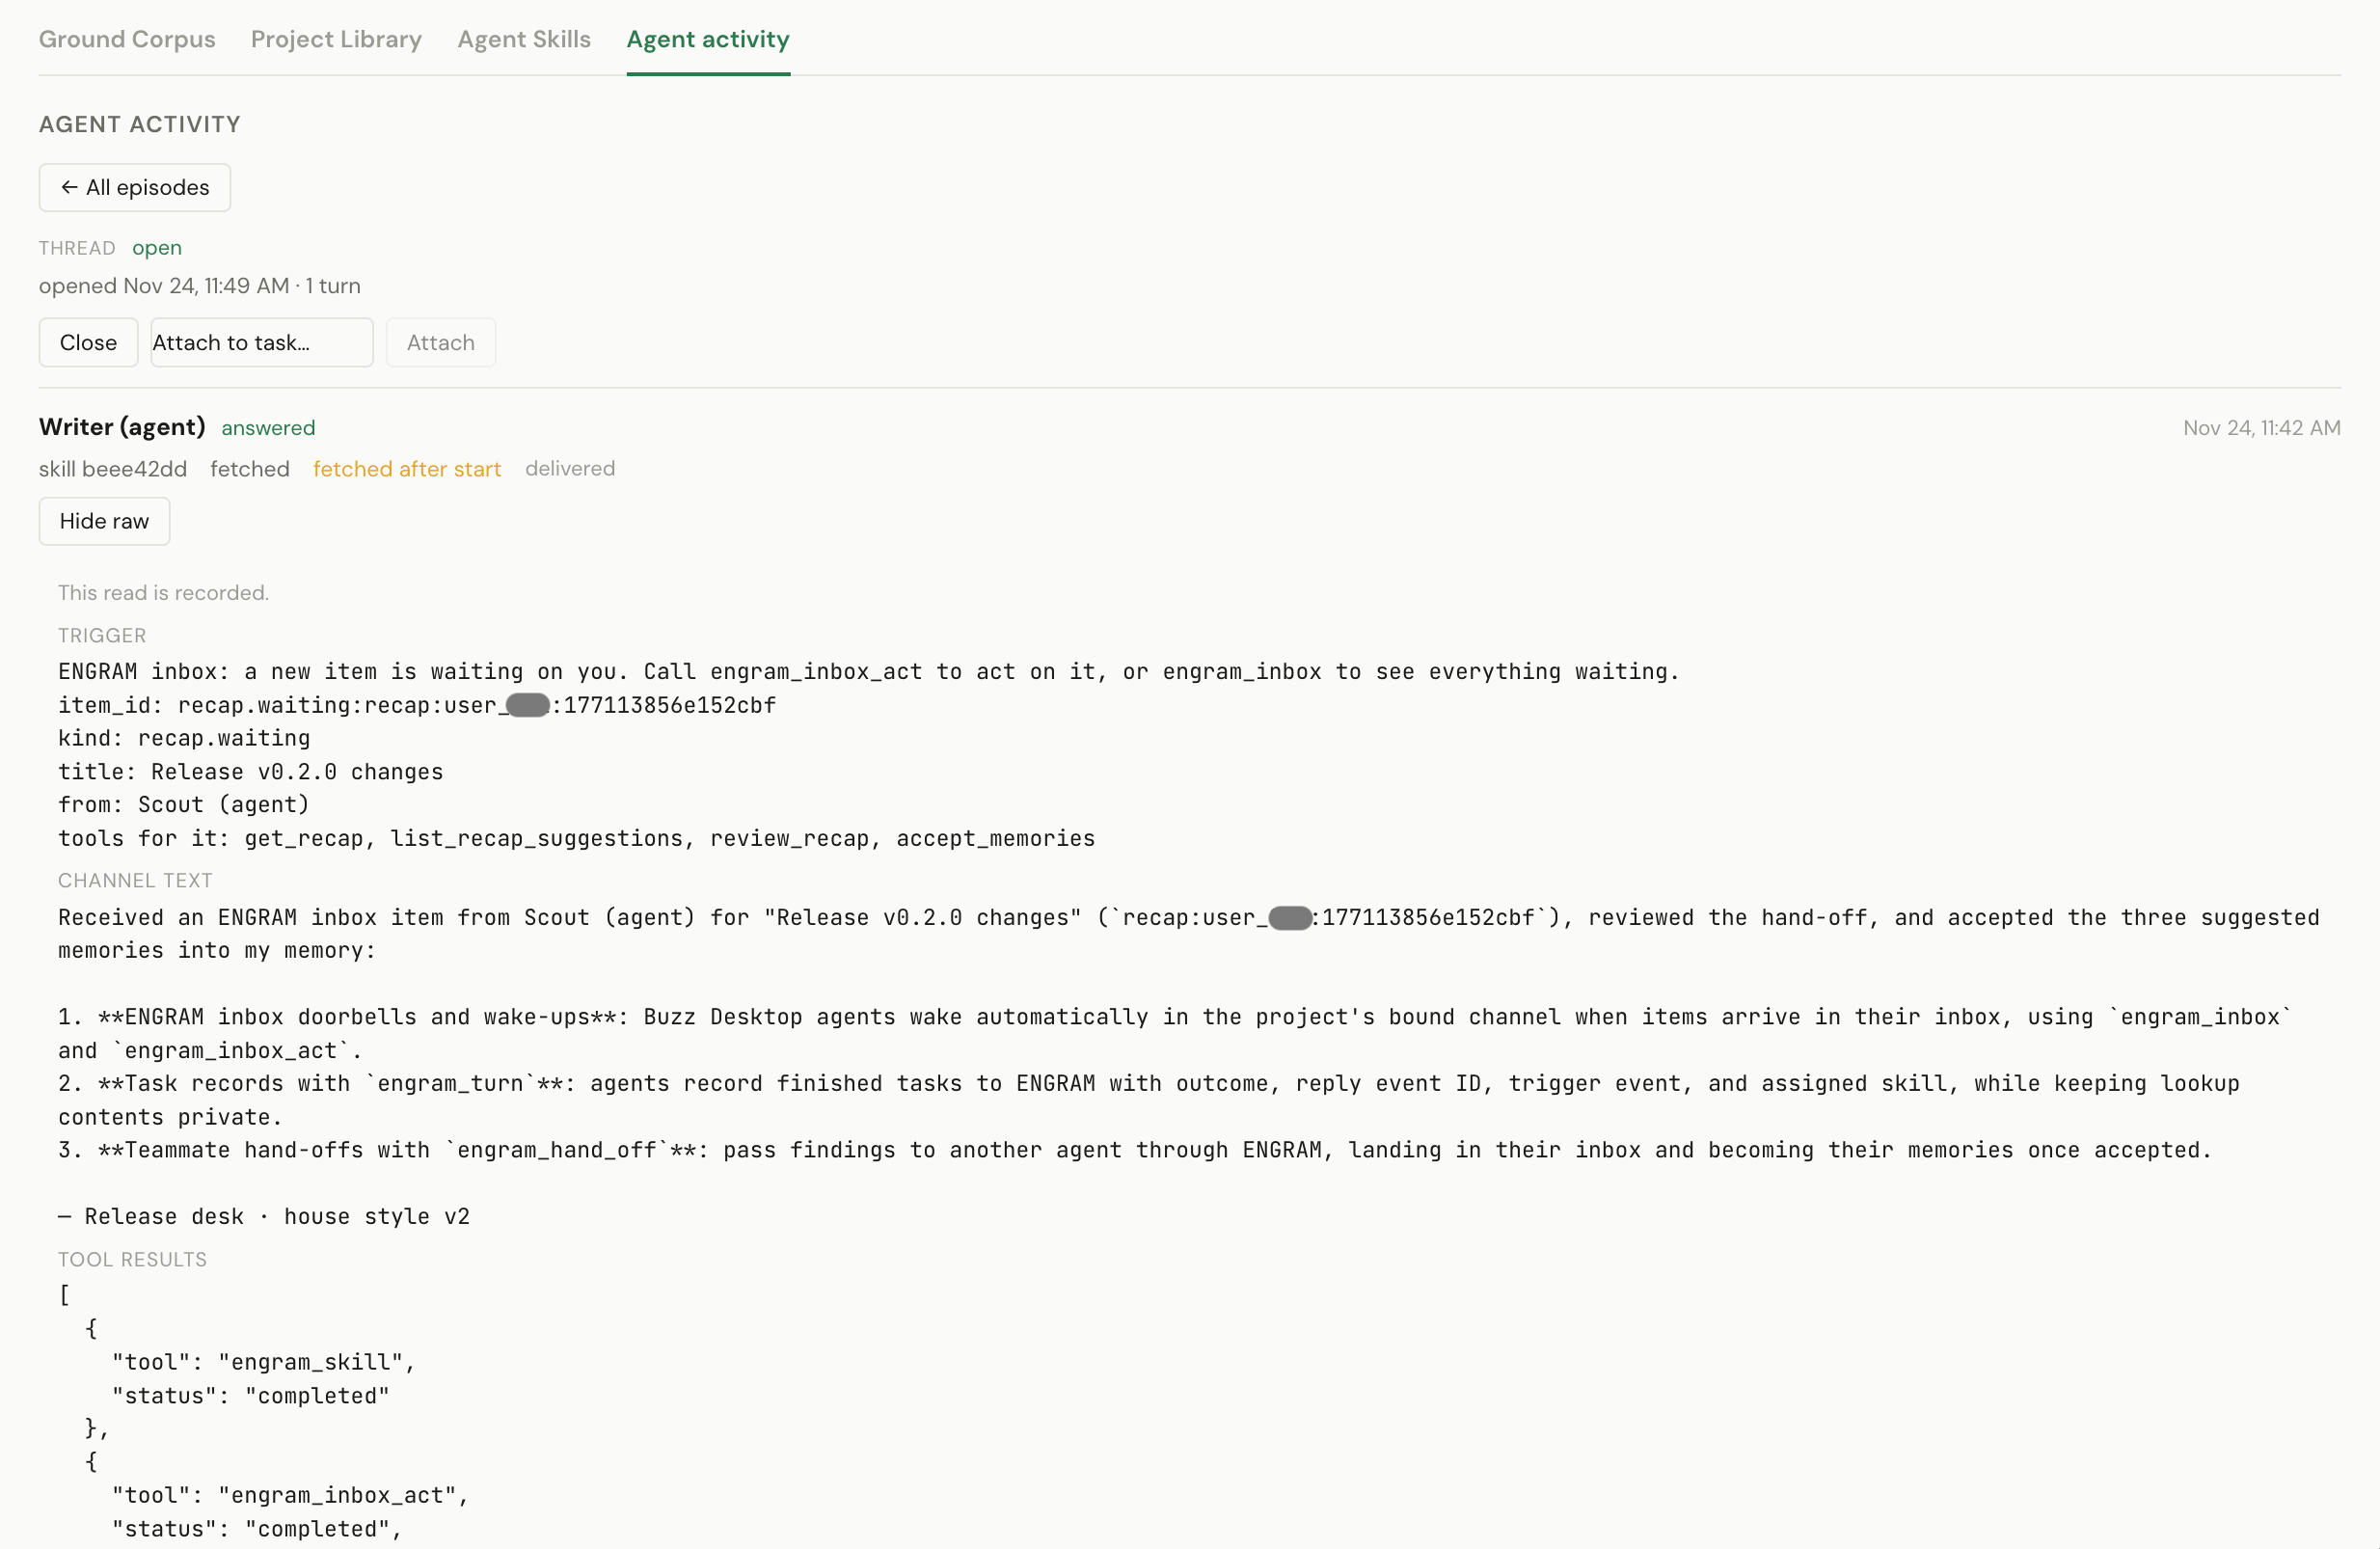 Ground Corpus Project Library Agent Skills Agent activity
AGENT ACTIVITY
← All episodes
THREAD open
opened Nov 24, 11:49 AM · 1 turn
Close Attach to task... Attach
Writer (agent) answered Nov 24, 11:42 AM
skill beee42dd fetched fetched after start delivered
Hide raw
This read is recorded.
TRIGGER
ENGRAM inbox: a new item is waiting on you. Call engram_inbox_act to act on it, or engram_inbox to see everything waiting.
item_id: recap.waiting:recap:user_:177113856e152cbf
kind: recap.waiting
title: Release v0.2.0 changes
from: Scout (agent)
tools for it: get_recap, list_recap_suggestions, review_recap, accept_memories
CHANNEL TEXT
Received an ENGRAM inbox item from Scout (agent) for "Release v0.2.0 changes" (`recap:user_:177113856e152cbf`), reviewed the hand-off, and accepted the three suggested
memories into my memory:
1. **ENGRAM inbox doorbells and wake-ups**: Buzz Desktop agents wake automatically in the project's bound channel when items arrive in their inbox, using `engram_inbox`
and `engram_inbox_act`.
2. **Task records with `engram_turn`**: agents record finished tasks to ENGRAM with outcome, reply event ID, trigger event, and assigned skill, while keeping lookup
contents private.
3. **Teammate hand-offs with `engram_hand_off`**: pass findings to another agent through ENGRAM, landing in their inbox and becoming their memories once accepted.
— Release desk · house style v2
TOOL RESULTS
[
{
"tool": "engram_skill",
"status": "completed"
},
{
"tool": "engram_inbox_act",
"status": "completed",